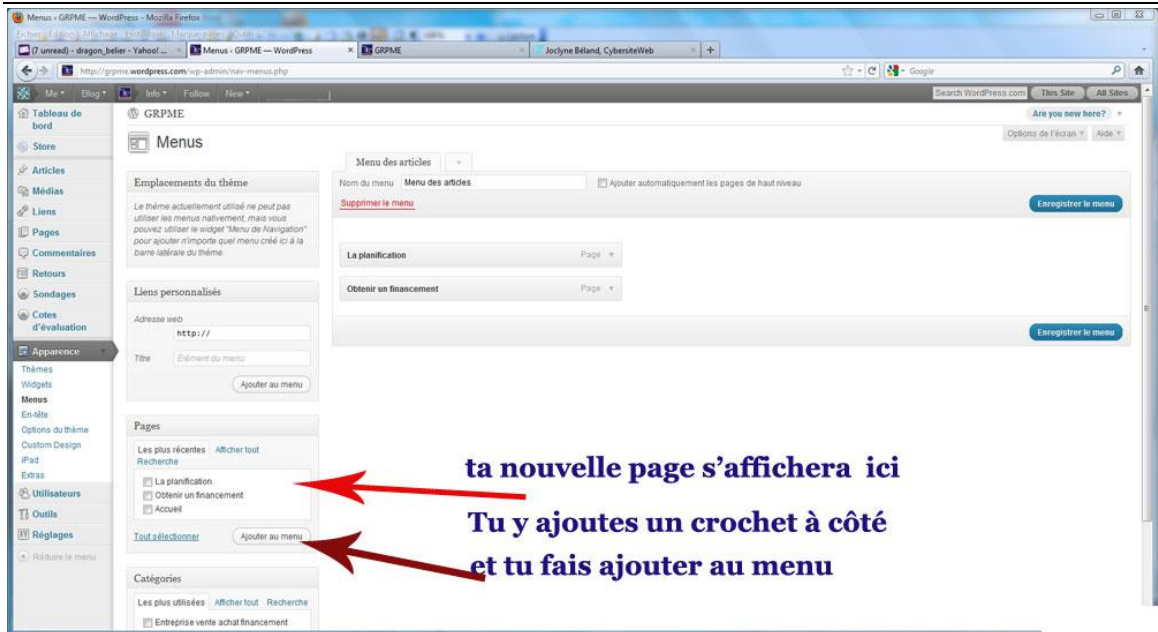 Menus ‹ GRPME — WordPress - Mozilla Firefox
(7 unread) - dragon_belier - Yahoo! ...
Menus ‹ GRPME — WordPress
GRPME
Joclyne Béland, CybersiteWeb
http://grpme.wordpress.com/wp-admin/nav-menus.php
Google
Me
Blog
Info
Follow
New
Search WordPress.com
This Site
All Sites
Tableau de
bord
Store
Articles
Médias
Liens
Pages
Commentaires
Retours
Sondages
Cotes
d'évaluation
Apparence
Thèmes
Widgets
Menus
En-tête
Options du thème
Custom Design
iPad
Extras
Utilisateurs
Outils
Réglages
Réduire le menu
GRPME
Are you new here?
Menus
Options de l'écran
Aide
Emplacements du thème
Le thème actuellement utilisé ne peut pas
utiliser les menus nativement, mais vous
pouvez utiliser le widget "Menu de Navigation"
pour ajouter n'importe quel menu créé ici à la
barre latérale du thème.
Liens personnalisés
Adresse web
http://
Titre
Élément du menu
Ajouter au menu
Pages
Les plus récentes
Afficher tout
Recherche
La planification
Obtenir un financement
Accueil
Tout sélectionner
Ajouter au menu
Catégories
Les plus utilisées
Afficher tout
Recherche
Entreprise vente achat financement
Menu des articles
+
Nom du menu
Menu des articles
Ajouter automatiquement les pages de haut niveau
Supprimer le menu
Enregistrer le menu
La planification
Page
Obtenir un financement
Page
Enregistrer le menu
ta nouvelle page s'affichera ici
Tu y ajoutes un crochet à côté
et tu fais ajouter au menu